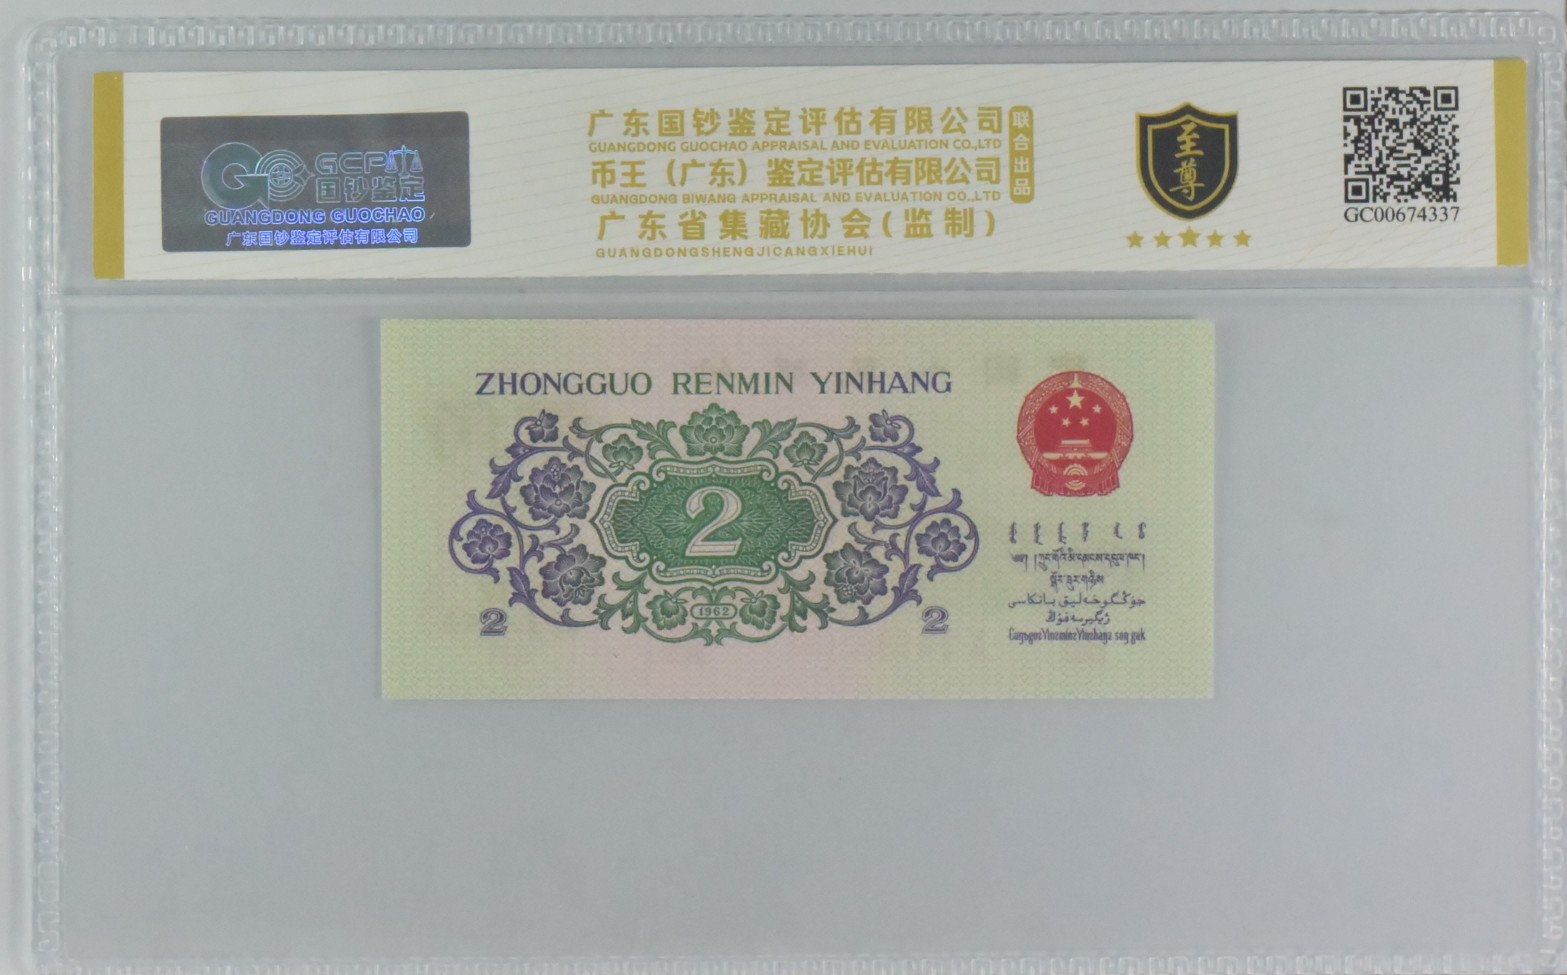 GCP
国钞鉴定
GUANGDONG GUOCHAO
广东国钞鉴定评估有限公司
广东国钞鉴定评估有限公司
GUANGDONG GUOCHAO APPRAISAL AND EVALUATION CO.,LTD
币王（广东）鉴定评估有限公司
GUANGDONG BIWANG APPRAISAL AND EVALUATION CO.,LTD
联合出品
广东省集藏协会(监制)
GUANGDONGSHENGJICANGXIEHUI
至尊
GC00674337
ZHONGGUO RENMIN YINHANG
2
1962
2
2
جۇڭگوخەلىق بانكاسى